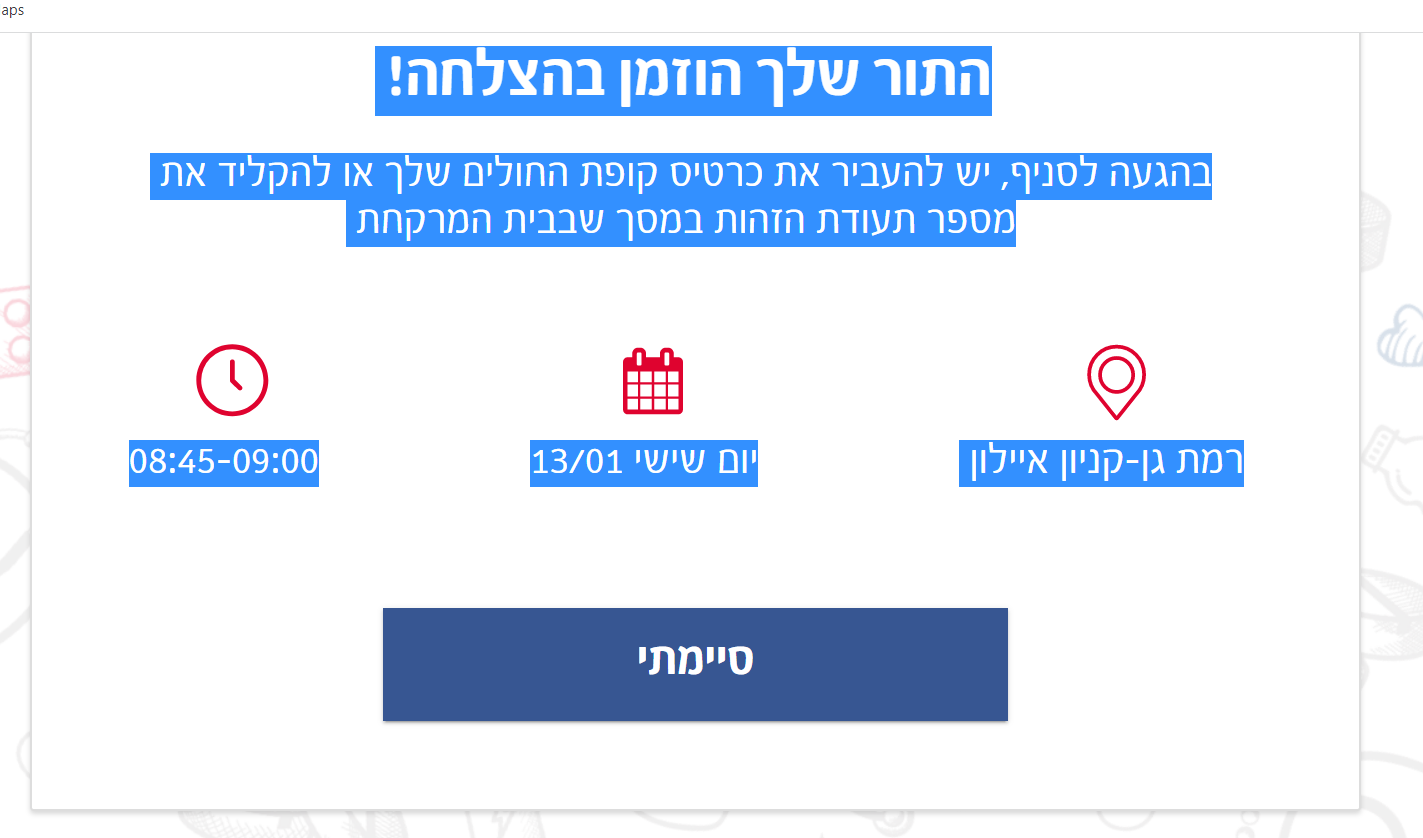 aps
התור שלך הוזמן בהצלחה!
בהגעה לסניף, יש להעביר את כרטיס קופת החולים שלך או להקליד את
מספר תעודת הזהות במסך שבבית המרקחת
רמת גן-קניון איילון
יום שישי 13/01
08:45-09:00
סיימתי